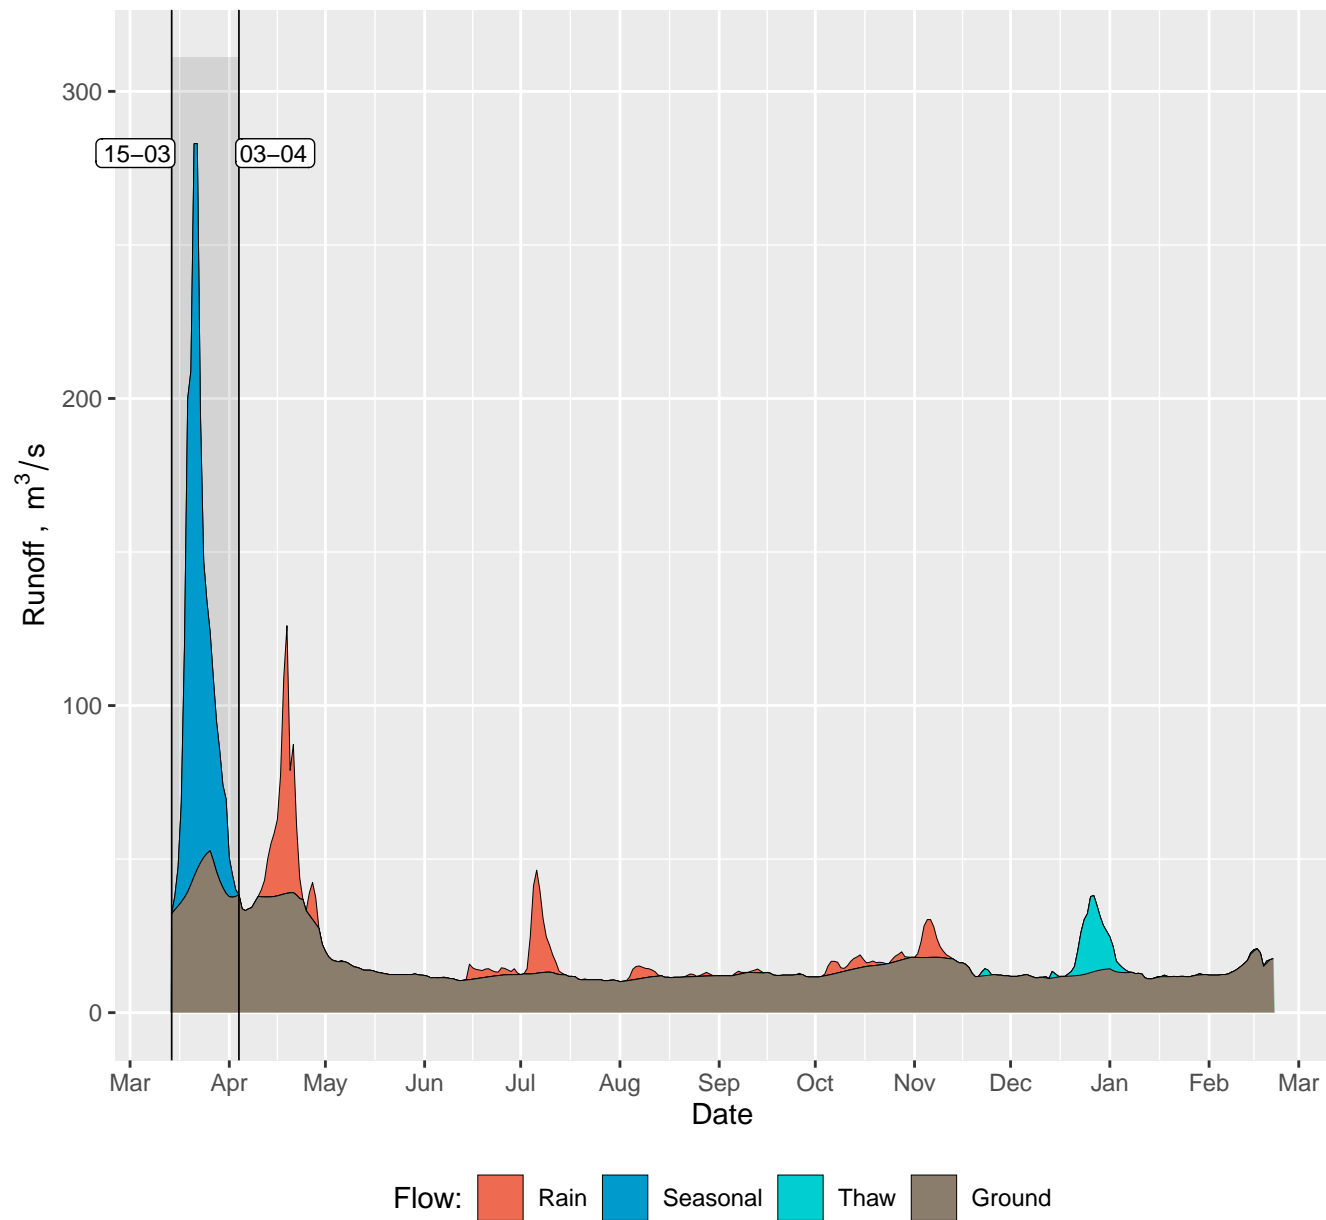 300
15−03
03−04
200
100
0
Runoff , m³/s
Mar Apr May Jun Jul Aug Sep Oct Nov Dec Jan Feb Mar
Date
Flow: Rain Seasonal Thaw Ground